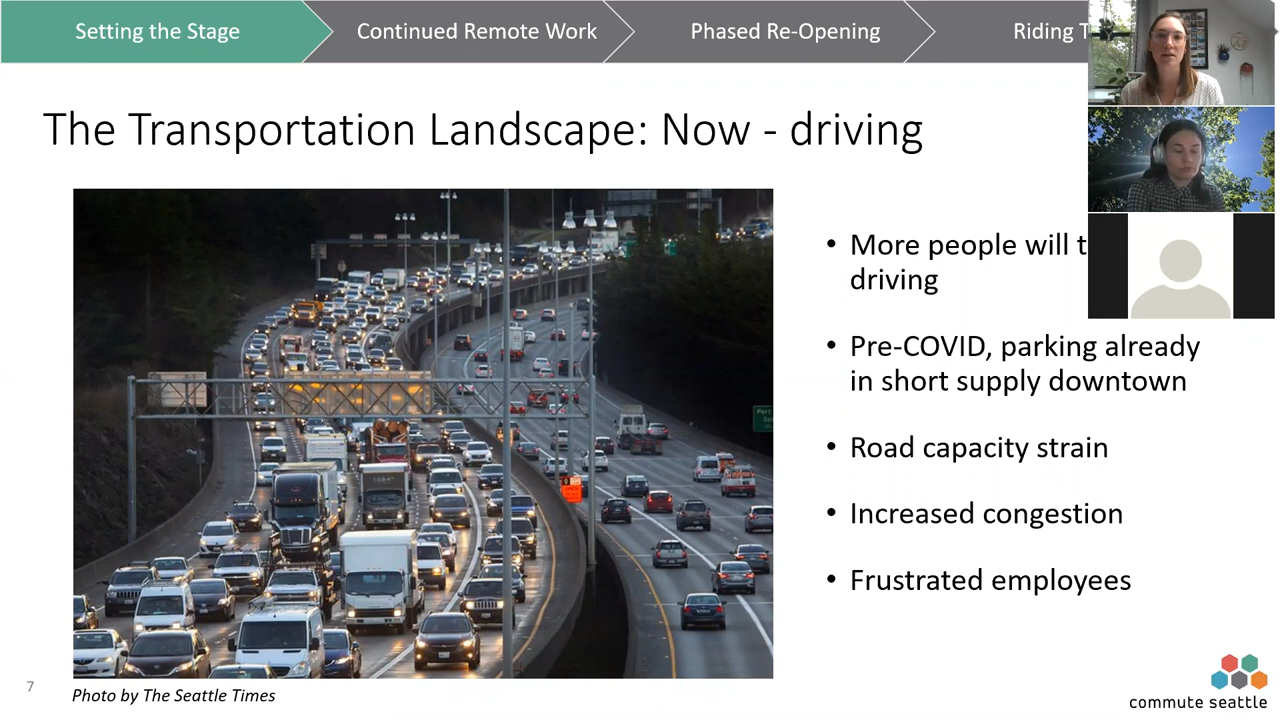 Setting the Stage
Continued Remote Work
Phased Re-Opening
Riding
The Transportation Landscape: Now - driving
• More people will
driving
• Pre-COVID, parking already
in short supply downtown
• Road capacity strain
• Increased congestion
• Frustrated employees
7
Photo by The Seattle Times
commute seattle